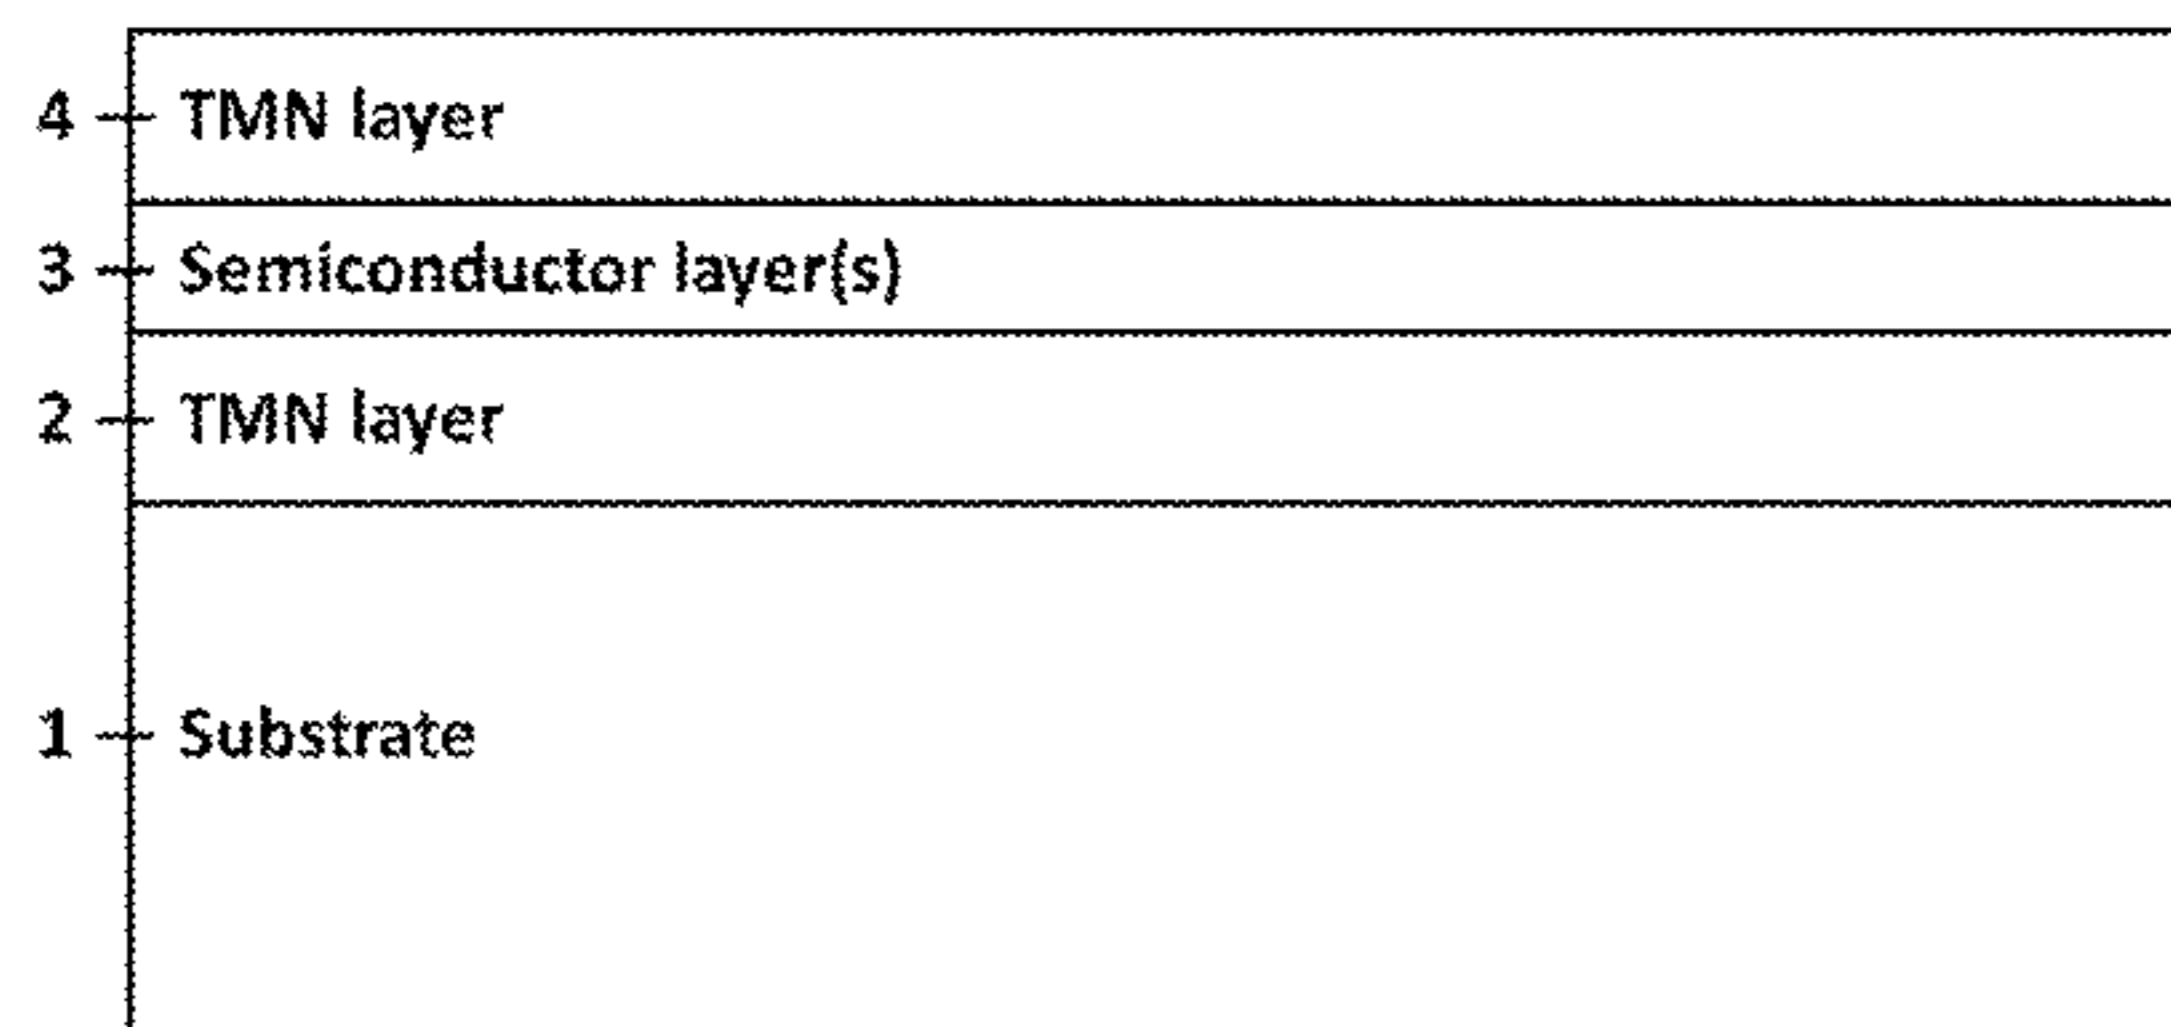 4 TMN layer
3 Semiconductor layer(s)
2 TMN layer
1 Substrate